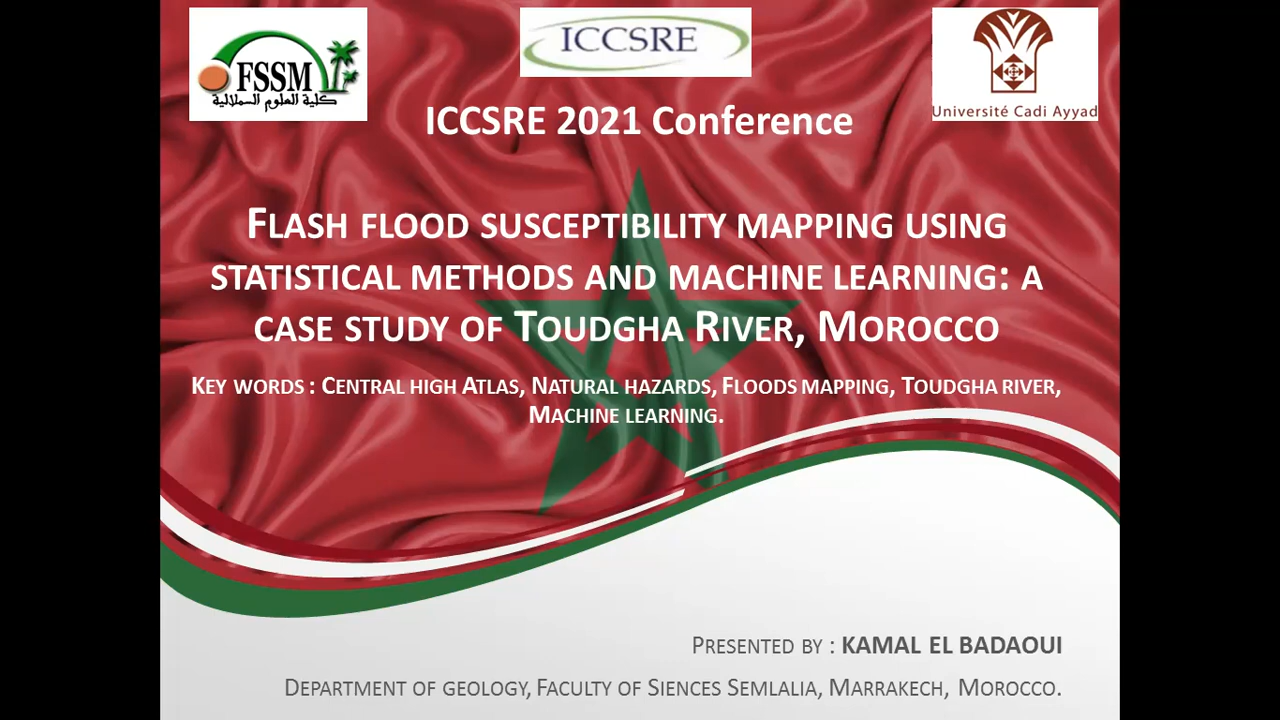 FSSM
كلية العلوم السملالية
ICCSRE
Université Cadi Ayyad
ICCSRE 2021 Conference
FLASH FLOOD SUSCEPTIBILITY MAPPING USING
STATISTICAL METHODS AND MACHINE LEARNING: A
CASE STUDY OF TOUDGHA RIVER, MOROCCO
KEY WORDS : CENTRAL HIGH ATLAS, NATURAL HAZARDS, FLOODS MAPPING, TOUDGHA RIVER,
MACHINE LEARNING.
PRESENTED BY : KAMAL EL BADAOUI
DEPARTMENT OF GEOLOGY, FACULTY OF SIENCES SEMLALIA, MARRAKECH, MOROCCO.